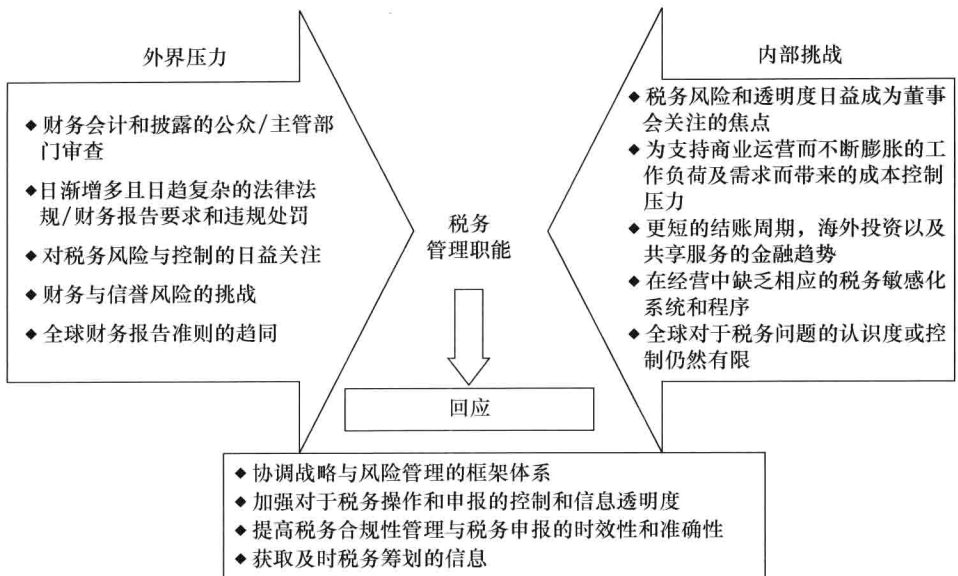 外界压力
◆ 财务会计和披露的公众/主管部
门审查
◆ 日渐增多且日趋复杂的法律法
规/财务报告要求和违规处罚
◆ 对税务风险与控制的日益关注
◆ 财务与信誉风险的挑战
◆ 全球财务报告准则的趋同
税务
管理职能
回应
内部挑战
◆ 税务风险和透明度日益成为董事
会关注的焦点
◆ 为支持商业运营而不断膨胀的工
作负荷及需求而带来的成本控制
压力
◆ 更短的结账周期，海外投资以及
共享服务的金融趋势
◆ 在经营中缺乏相应的税务敏感化
系统和程序
◆ 全球对于税务问题的认识度或控
制仍然有限
◆ 协调战略与风险管理的框架体系
◆ 加强对于税务操作和申报的控制和信息透明度
◆ 提高税务合规性管理与税务申报的时效性和准确性
◆ 获取及时税务筹划的信息